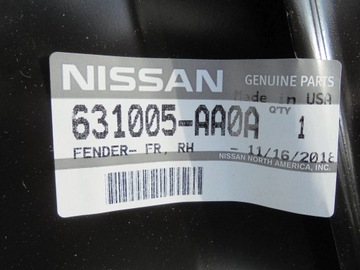 NISSAN GENUINE PARTS
Made in USA
631005-AA0A QTY 1
FENDER- FR, RH - 11/16/2018
NISSAN NORTH AMERICA, INC.